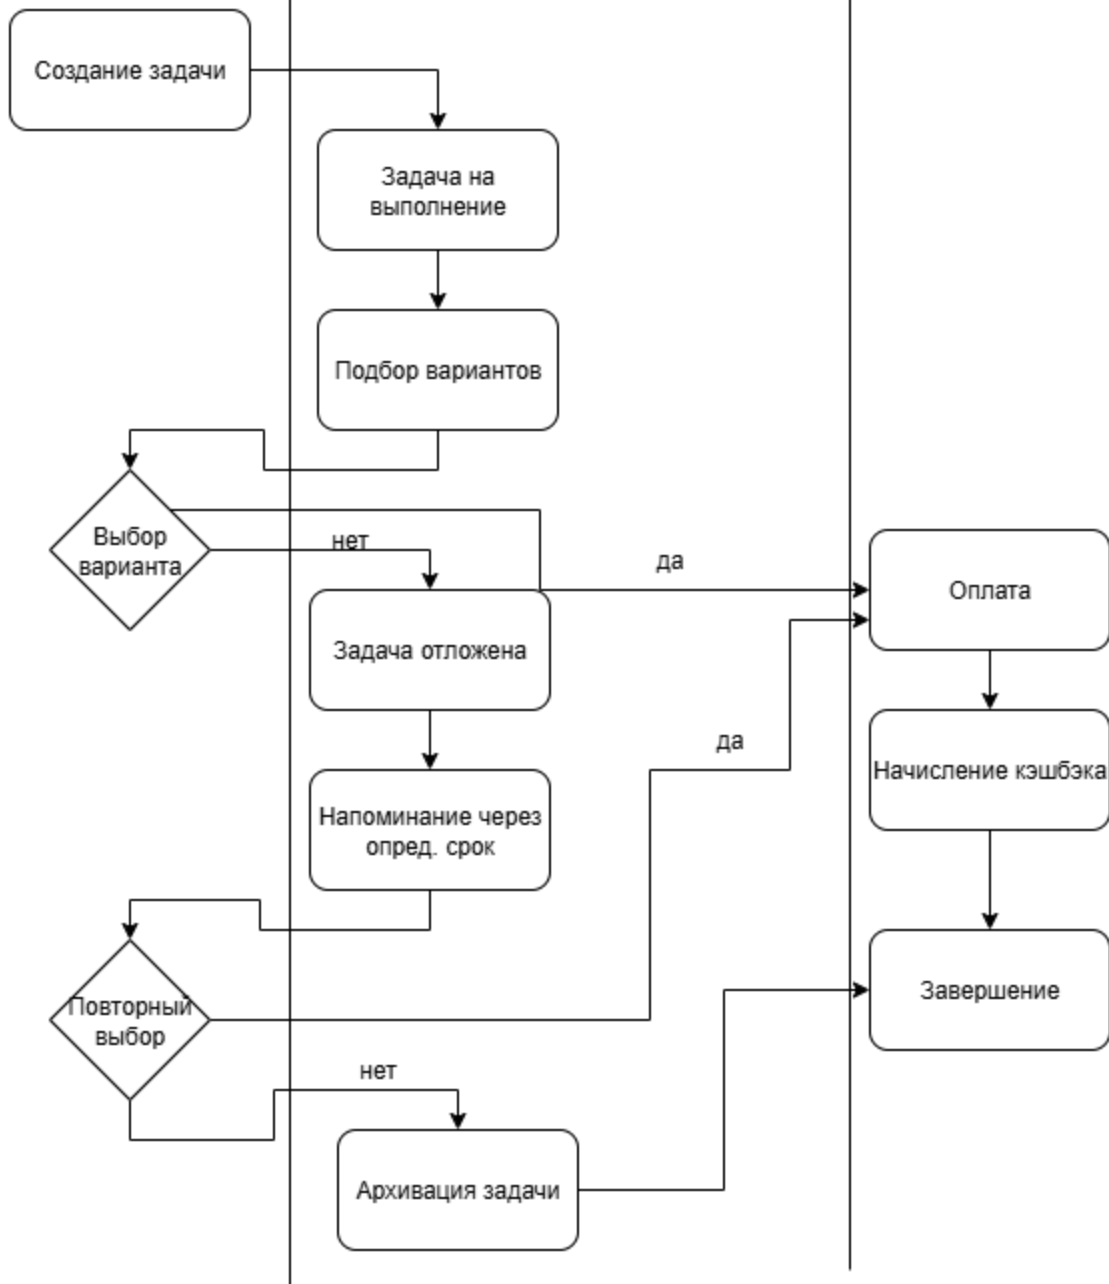 Создание задачи
Задача на
выполнение
Подбор вариантов
Выбор
варианта
нет
да
Оплата
Задача отложена
да
Начисление кэшбэка
Напоминание через
опред. срок
Повторный
выбор
Завершение
нет
Архивация задачи